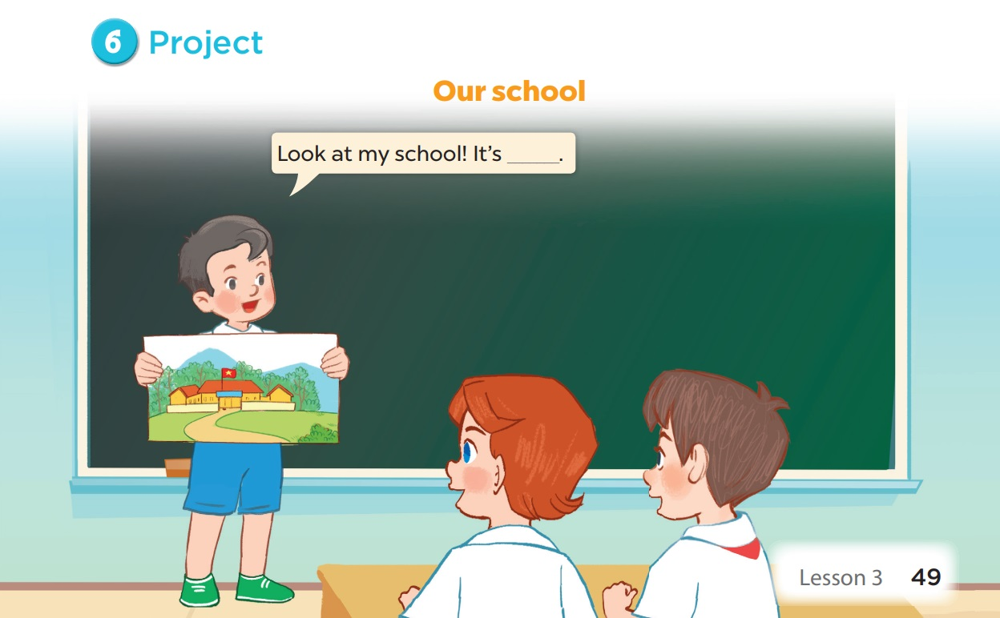 6 Project
Our school
Look at my school! It's _____.
Lesson 3 49